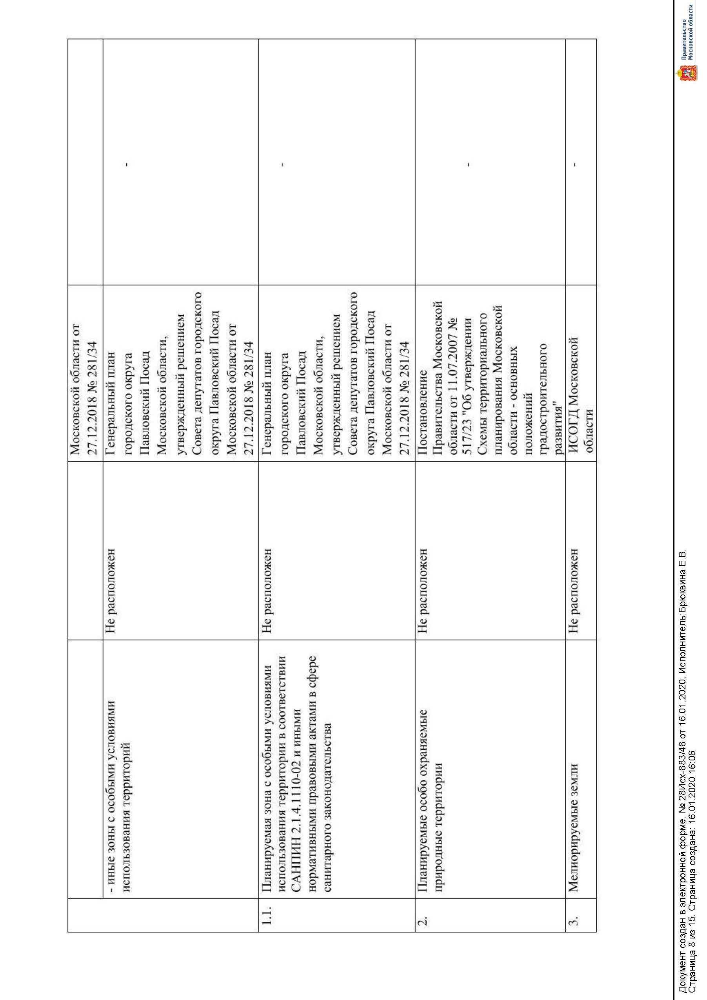 Московской области от
27.12.2018 № 281/34
- иные зоны с особыми условиями
использования территорий
Не расположен
Генеральный план
городского округа
Павловский Посад
Московской области,
утвержденный решением
Совета депутатов городского
округа Павловский Посад
Московской области от
27.12.2018 № 281/34
-
1.1.
Планируемая зона с особыми условиями
использования территории в соответствии
САНПИН 2.1.4.1110-02 и иными
нормативными правовыми актами в сфере
санитарного законодательства
Не расположен
Генеральный план
городского округа
Павловский Посад
Московской области,
утвержденный решением
Совета депутатов городского
округа Павловский Посад
Московской области от
27.12.2018 № 281/34
-
2.
Планируемые особо охраняемые
природные территории
Не расположен
Постановление
Правительства Московской
области от 11.07.2007 №
517/23 "Об утверждении
Схемы территориального
планирования Московской
области - основных
положений
градостроительного
развития"
-
3.
Мелиорируемые земли
Не расположен
ИСОГД Московской
области
-
Документ создан в электронной форме. № 28Исх-883/48 от 16.01.2020. Исполнитель:Брюквина Е.В.
Страница 8 из 15. Страница создана: 16.01.2020 16:06
Правительство
Московской области